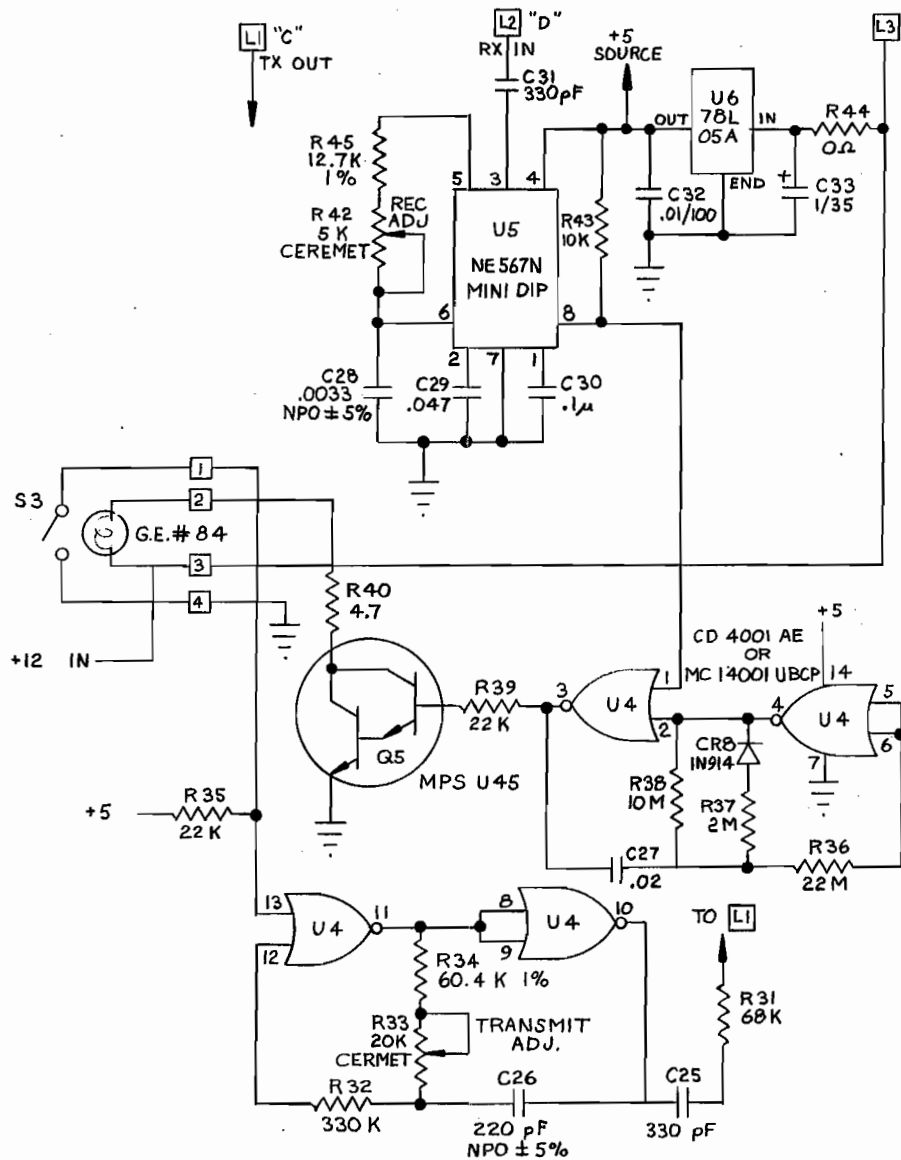 L1 "C"
TX OUT
L2 "D"
RX IN
C31
330pF
+5
SOURCE
L3
U6
78L
05A
OUT
IN
END
R44
0Ω
R45
12.7K
1%
R42
5K
CEREMET
REC
ADJ
5
3
4
U5
NE567N
MINI DIP
6
8
2
7
1
R43
10K
C32
.01/100
+
C33
1/35
C28
.0033
NPO ± 5%
C29
.047
C30
.1μ
S3
1
2
G.E.# 84
3
4
+12 IN
R40
4.7
CD 4001 AE
OR
MC 14001 UBCP
+5
14
R39
22K
3
U4
1
2
4
U4
5
6
7
CR8
1N914
Q5
MPS U45
R38
10M
R37
2M
R36
22M
C27
.02
+5
R35
22K
13
12
U4
11
8
9
U4
10
TO L1
R34
60.4K 1%
R33
20K
CERMET
TRANSMIT
ADJ.
R31
68K
R32
330K
C26
220 pF
NPO ± 5%
C25
330 pF